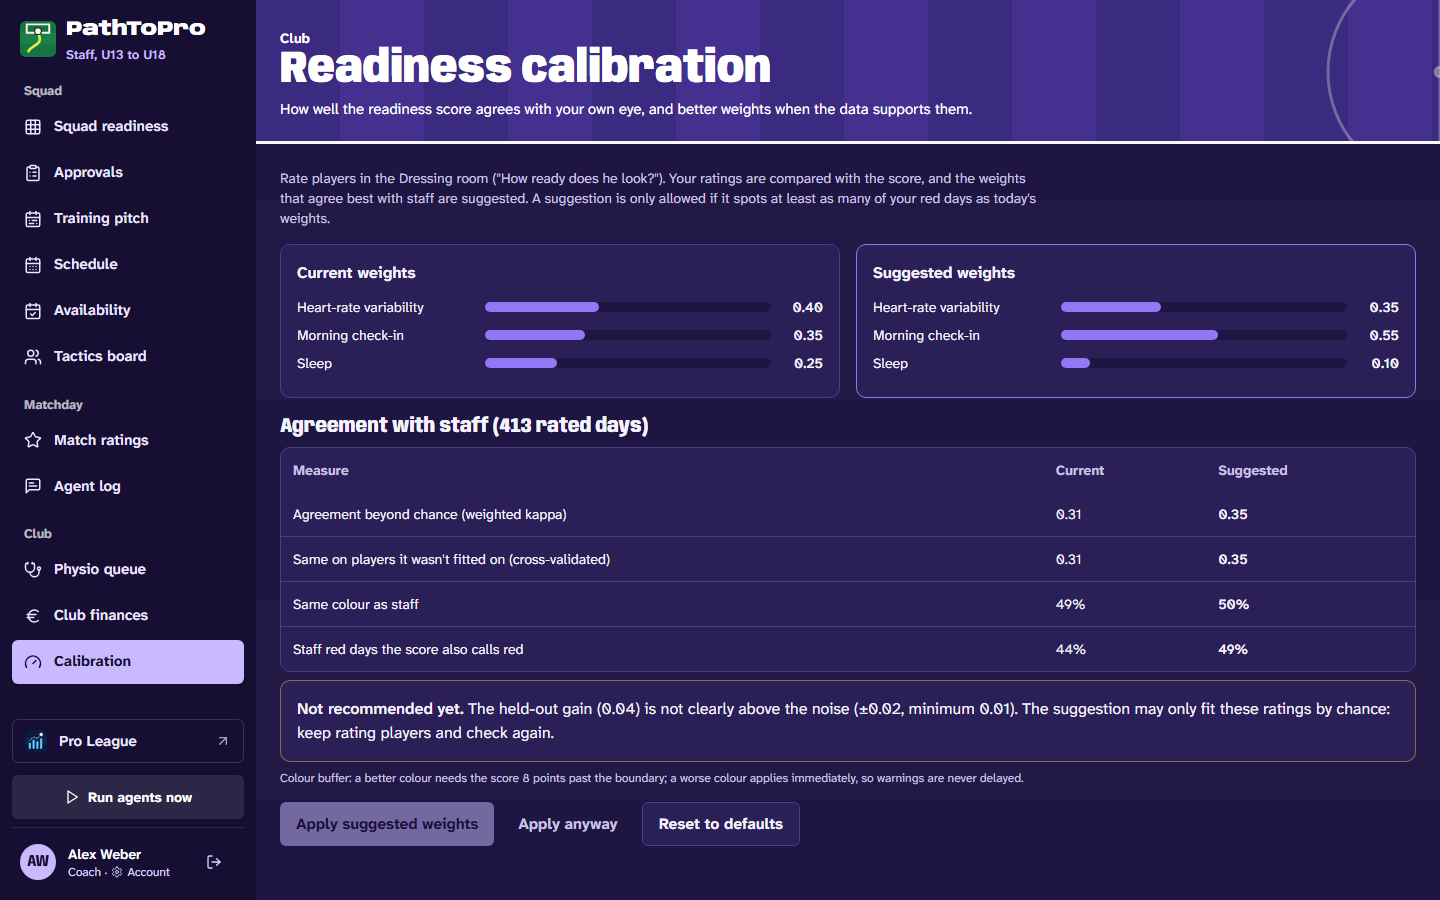 PathToPro
Staff, U13 to U18
Squad
Squad readiness
Approvals
Training pitch
Schedule
Availability
Tactics board
Matchday
Match ratings
Agent log
Club
Physio queue
Club finances
Calibration
Pro League
Run agents now
AW
Alex Weber
Coach · Account
Club
Readiness calibration
How well the readiness score agrees with your own eye, and better weights when the data supports them.
Rate players in the Dressing room ("How ready does he look?"). Your ratings are compared with the score, and the weights
that agree best with staff are suggested. A suggestion is only allowed if it spots at least as many of your red days as today's
weights.
Current weights
Heart-rate variability 0.40
Morning check-in 0.35
Sleep 0.25
Suggested weights
Heart-rate variability 0.35
Morning check-in 0.55
Sleep 0.10
Agreement with staff (413 rated days)
Measure Current Suggested
Agreement beyond chance (weighted kappa) 0.31 0.35
Same on players it wasn't fitted on (cross-validated) 0.31 0.35
Same colour as staff 49% 50%
Staff red days the score also calls red 44% 49%
Not recommended yet. The held-out gain (0.04) is not clearly above the noise (±0.02, minimum 0.01). The suggestion may only fit these ratings by chance:
keep rating players and check again.
Colour buffer: a better colour needs the score 8 points past the boundary; a worse colour applies immediately, so warnings are never delayed.
Apply suggested weights Apply anyway Reset to defaults